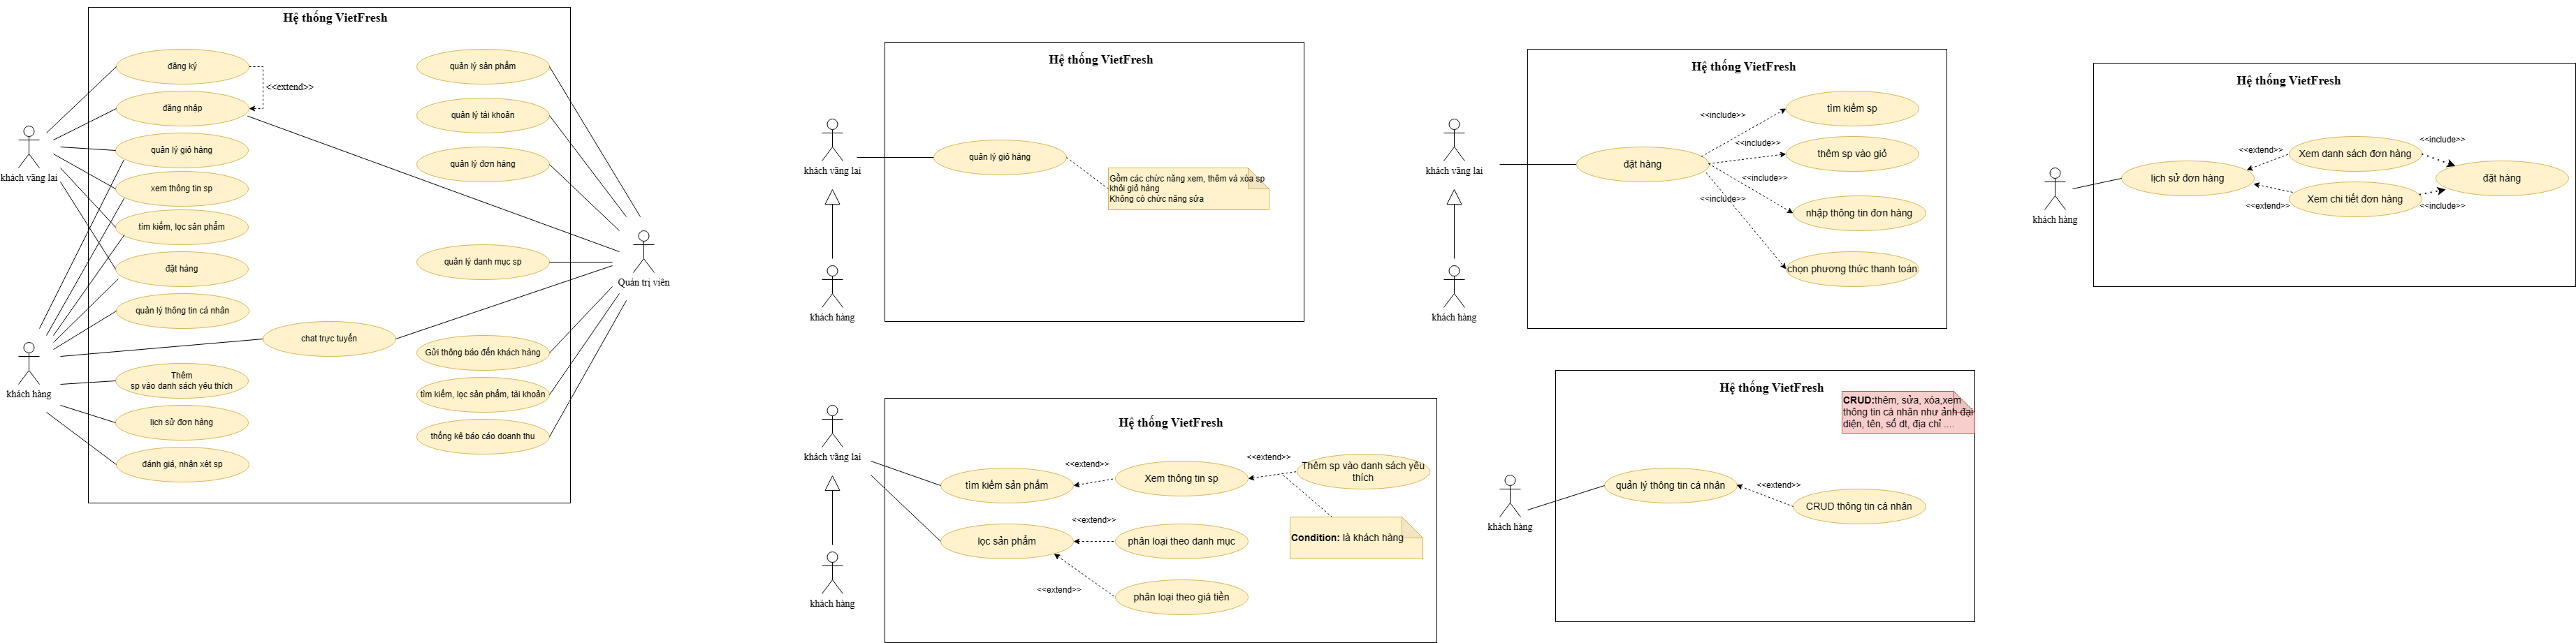 Hệ thống VietFresh
đăng ký
<<extend>>
đăng nhập
quản lý giỏ hàng
xem thông tin sp
tìm kiếm, lọc sản phẩm
đặt hàng
quản lý thông tin cá nhân
chat trực tuyến
Thêm
sp vào danh sách yêu thích
lịch sử đơn hàng
đánh giá, nhận xét sp
khách vãng lai
khách hàng
quản lý sản phẩm
quản lý tài khoản
quản lý đơn hàng
quản lý danh mục sp
Gửi thông báo đến khách hàng
tìm kiếm, lọc sản phẩm, tài khoản
thống kê báo cáo doanh thu
Quản trị viên
Hệ thống VietFresh
khách vãng lai
khách hàng
quản lý giỏ hàng
Gồm các chức năng xem, thêm và xóa sp
khỏi giỏ hàng
Không có chức năng sửa
Hệ thống VietFresh
khách vãng lai
khách hàng
đặt hàng
<<include>>
<<include>>
<<include>>
<<include>>
tìm kiếm sp
thêm sp vào giỏ
nhập thông tin đơn hàng
chọn phương thức thanh toán
Hệ thống VietFresh
khách hàng
lịch sử đơn hàng
<<extend>>
<<extend>>
Xem danh sách đơn hàng
Xem chi tiết đơn hàng
<<include>>
<<include>>
đặt hàng
Hệ thống VietFresh
khách vãng lai
khách hàng
tìm kiếm sản phẩm
<<extend>>
Xem thông tin sp
<<extend>>
Thêm sp vào danh sách yêu
thích
Condition: là khách hàng
lọc sản phẩm
<<extend>>
phân loại theo danh mục
<<extend>>
phân loại theo giá tiền
Hệ thống VietFresh
CRUD:thêm, sửa, xóa,xem
thông tin cá nhân như ảnh đại
diện, tên, số dt, địa chỉ ....
khách hàng
quản lý thông tin cá nhân
<<extend>>
CRUD thông tin cá nhân